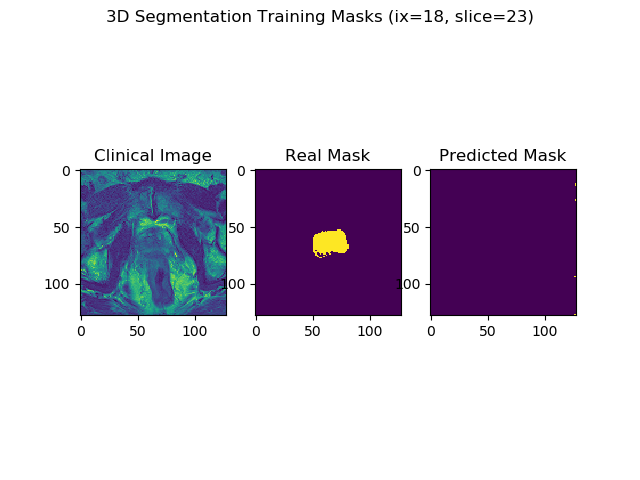 3D Segmentation Training Masks (ix=18, slice=23)
Clinical Image Real Mask Predicted Mask
0 0 0
50 50 50
100 100 100
0 50 100 0 50 100 0 50 100